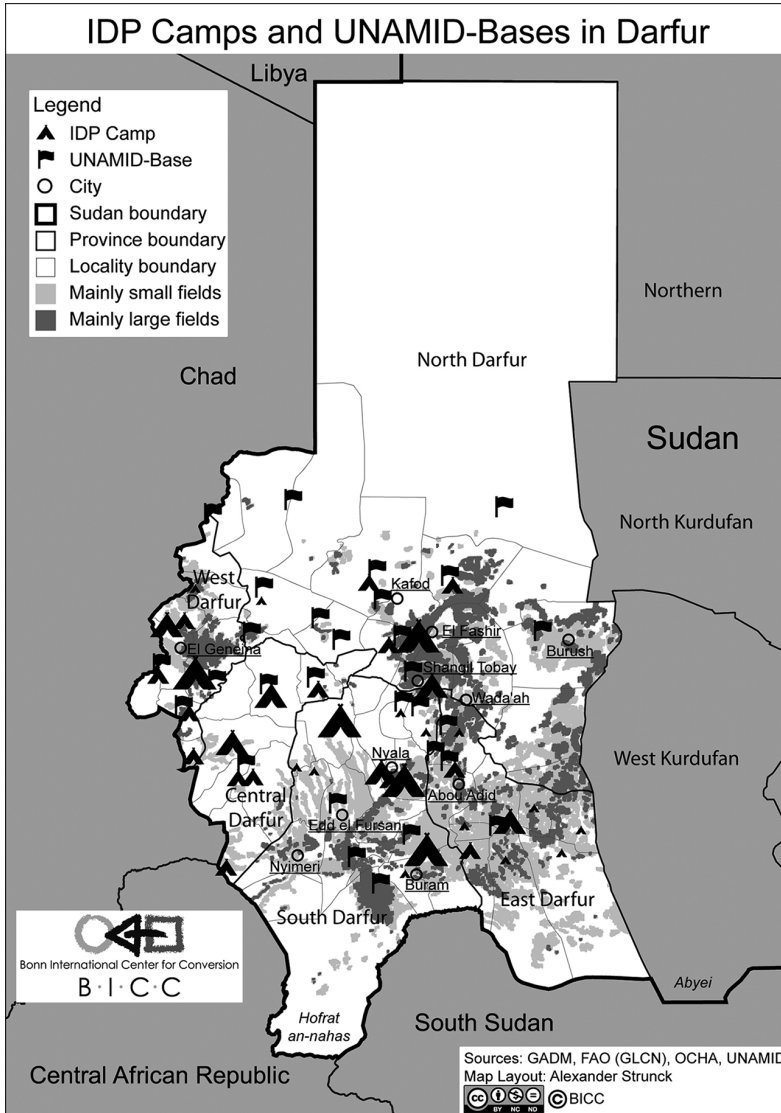 IDP Camps and UNAMID-Bases in Darfur
Libya
Legend
IDP Camp
UNAMID-Base
City
Sudan boundary
Province boundary
Locality boundary
Mainly small fields
Mainly large fields
Northern
North Darfur
Chad
Sudan
North Kurdufan
West
Darfur
Kafod
El Fashir
El Geneina
Burush
Shangil Tobay
Wada'ah
Nyala
West Kurdufan
Central
Darfur
Abou Adid
Edd el Fursan
Nyimeri
Buram
South Darfur
East Darfur
Bonn International Center for Conversion
B·I·C·C
Abyei
Hofrat
an-nahas
South Sudan
Central African Republic
Sources: GADM, FAO (GLCN), OCHA, UNAMID
Map Layout: Alexander Strunck
cc BY NC ND © BICC